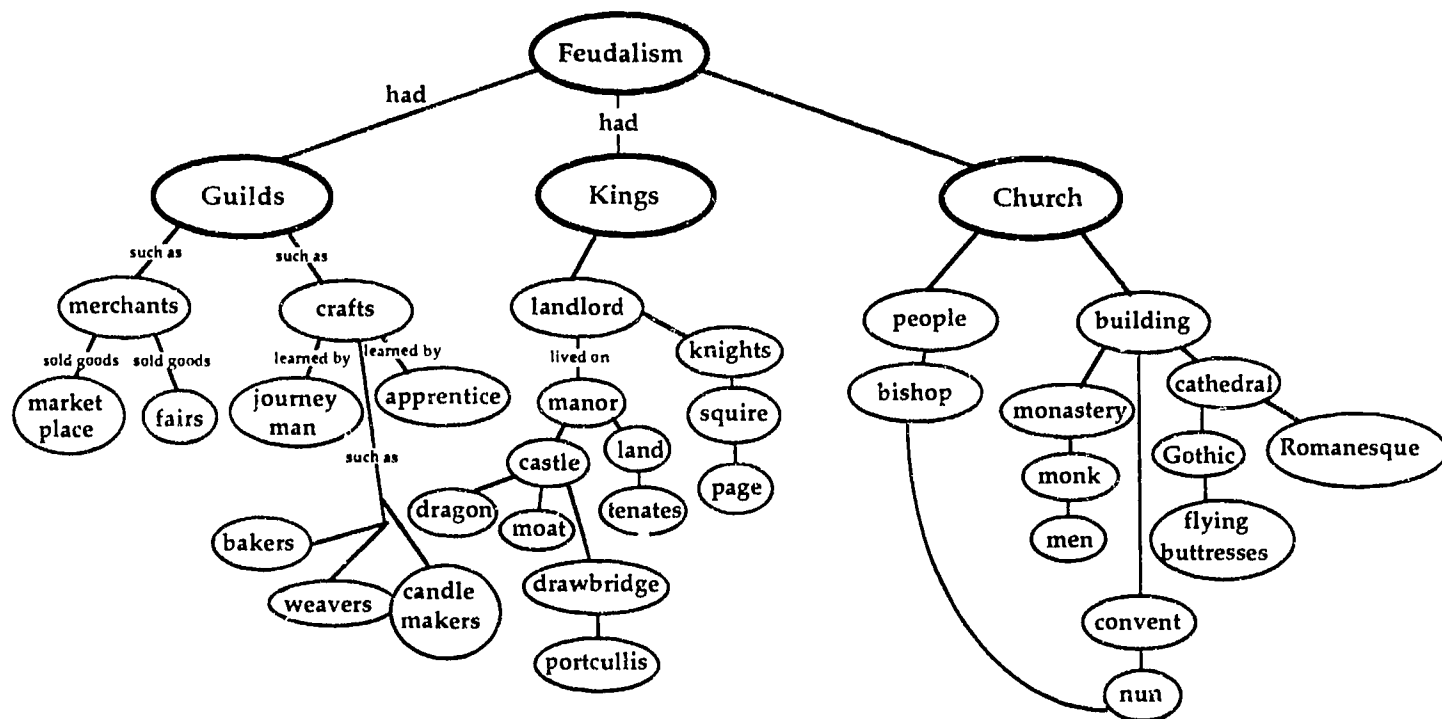 Feudalism
had
had
Guilds
Kings
Church
such as
such as
merchants
crafts
landlord
people
building
sold goods
sold goods
learned by
learned by
lived on
knights
market
place
fairs
journey
man
apprentice
manor
squire
bishop
monastery
cathedral
such as
castle
land
page
monk
Gothic
Romanesque
dragon
moat
tenates
men
flying
buttresses
bakers
weavers
candle
makers
drawbridge
convent
portcullis
nun